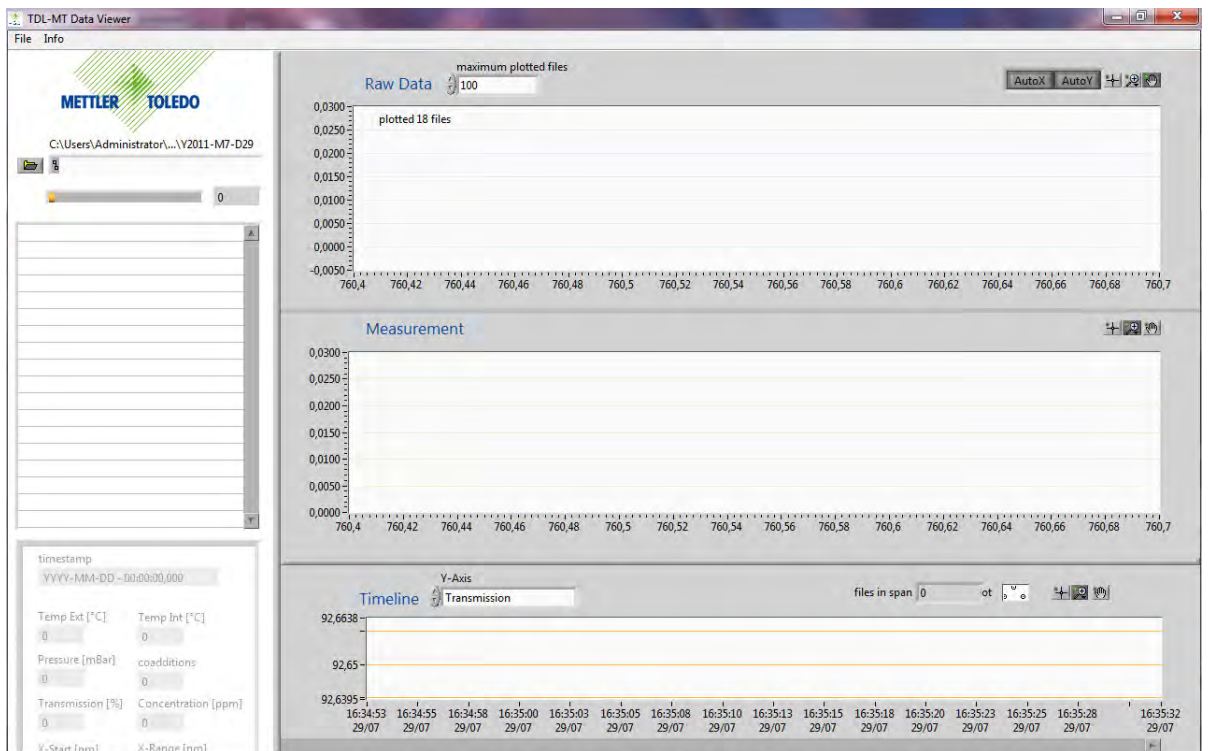 TDL-MT Data Viewer
File Info
METTLER TOLEDO
C:\Users\Administrator\...\Y2011-M7-D29
0
timestamp
YYYY-MM-DD - 00:00:00,000
Temp Ext [°C] Temp Int [°C]
0 0
Pressure [mBar] coadditions
0 0
Transmission [%] Concentration [ppm]
0 0
X-Start [nm] X-Range [nm]
maximum plotted files
Raw Data 100
AutoX AutoY
plotted 18 files
0,0300
0,0250
0,0200
0,0150
0,0100
0,0050
0,0000
-0,0050
760,4 760,42 760,44 760,46 760,48 760,5 760,52 760,54 760,56 760,58 760,6 760,62 760,64 760,66 760,68 760,7
Measurement
0,0300
0,0250
0,0200
0,0150
0,0100
0,0050
0,0000
760,4 760,42 760,44 760,46 760,48 760,5 760,52 760,54 760,56 760,58 760,6 760,62 760,64 760,66 760,68 760,7
Y-Axis
Timeline Transmission
files in span 0 ot
92,6638
92,65
92,6395
16:34:53 16:34:55 16:34:58 16:35:00 16:35:03 16:35:05 16:35:08 16:35:10 16:35:13 16:35:15 16:35:18 16:35:20 16:35:23 16:35:25 16:35:28 16:35:32
29/07 29/07 29/07 29/07 29/07 29/07 29/07 29/07 29/07 29/07 29/07 29/07 29/07 29/07 29/07 29/07